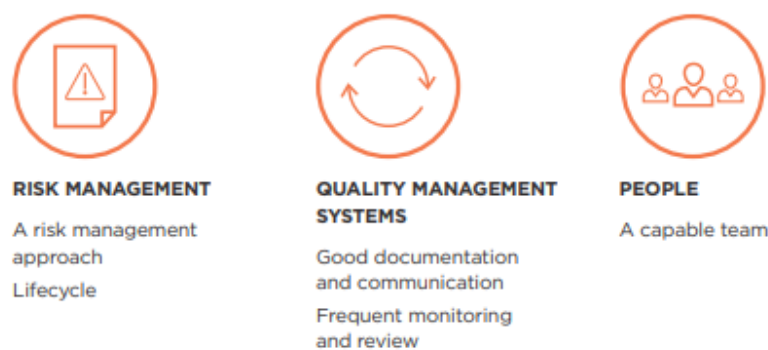 RISK MANAGEMENT
A risk management
approach
Lifecycle
QUALITY MANAGEMENT
SYSTEMS
Good documentation
and communication
Frequent monitoring
and review
PEOPLE
A capable team